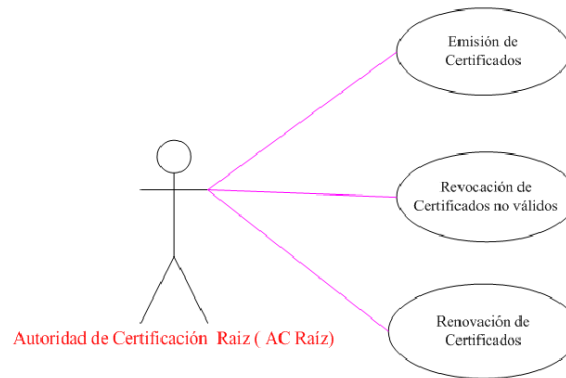 Emisión de
Certificados
Revocación de
Certificados no válidos
Renovación de
Certificados
Autoridad de Certificación Raiz ( AC Raíz)